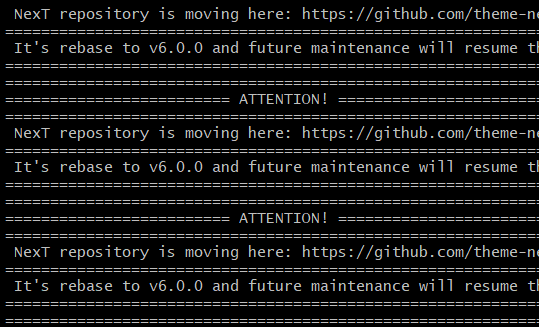 NexT repository is moving here: https://github.com/theme-ne
===========================================================
It's rebase to v6.0.0 and future maintenance will resume th
===========================================================
===========================================================
========================= ATTENTION! ======================
===========================================================
NexT repository is moving here: https://github.com/theme-ne
===========================================================
It's rebase to v6.0.0 and future maintenance will resume th
===========================================================
===========================================================
========================= ATTENTION! ======================
===========================================================
NexT repository is moving here: https://github.com/theme-ne
===========================================================
It's rebase to v6.0.0 and future maintenance will resume th
===========================================================
===========================================================